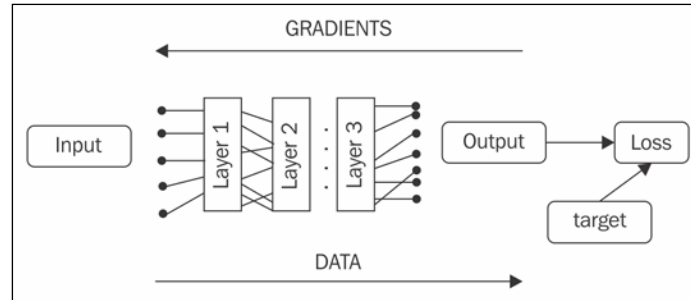 GRADIENTS
Input
Layer 1
Layer 2
Layer 3
Output
Loss
target
DATA